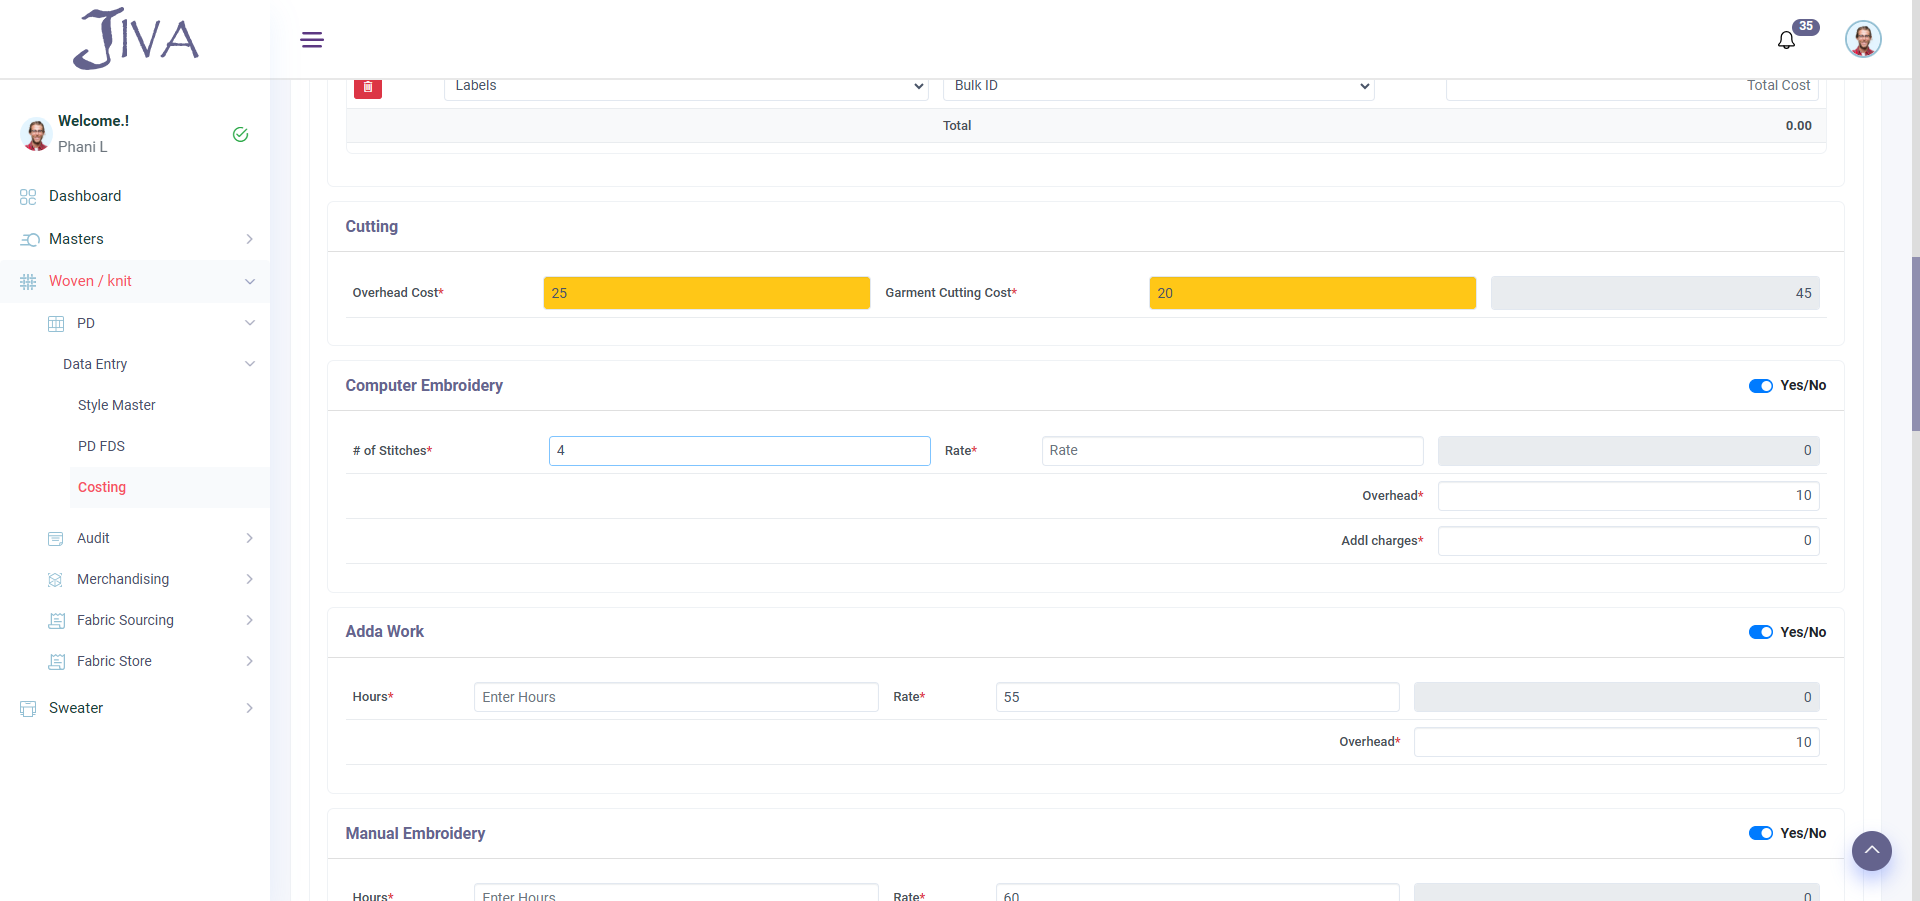 JIVA
35
Welcome.!
Phani L
Dashboard
Masters
Woven / knit
PD
Data Entry
Style Master
PD FDS
Costing
Audit
Merchandising
Fabric Sourcing
Fabric Store
Sweater
Labels Bulk ID Total Cost
Total 0.00
Cutting
Overhead Cost* 25 Garment Cutting Cost* 20 45
Computer Embroidery Yes/No
# of Stitches* 4 Rate* Rate 0
Overhead* 10
Addl charges* 0
Adda Work Yes/No
Hours* Enter Hours Rate* 55 0
Overhead* 10
Manual Embroidery Yes/No
Hours* Enter Hours Rate* 60 0